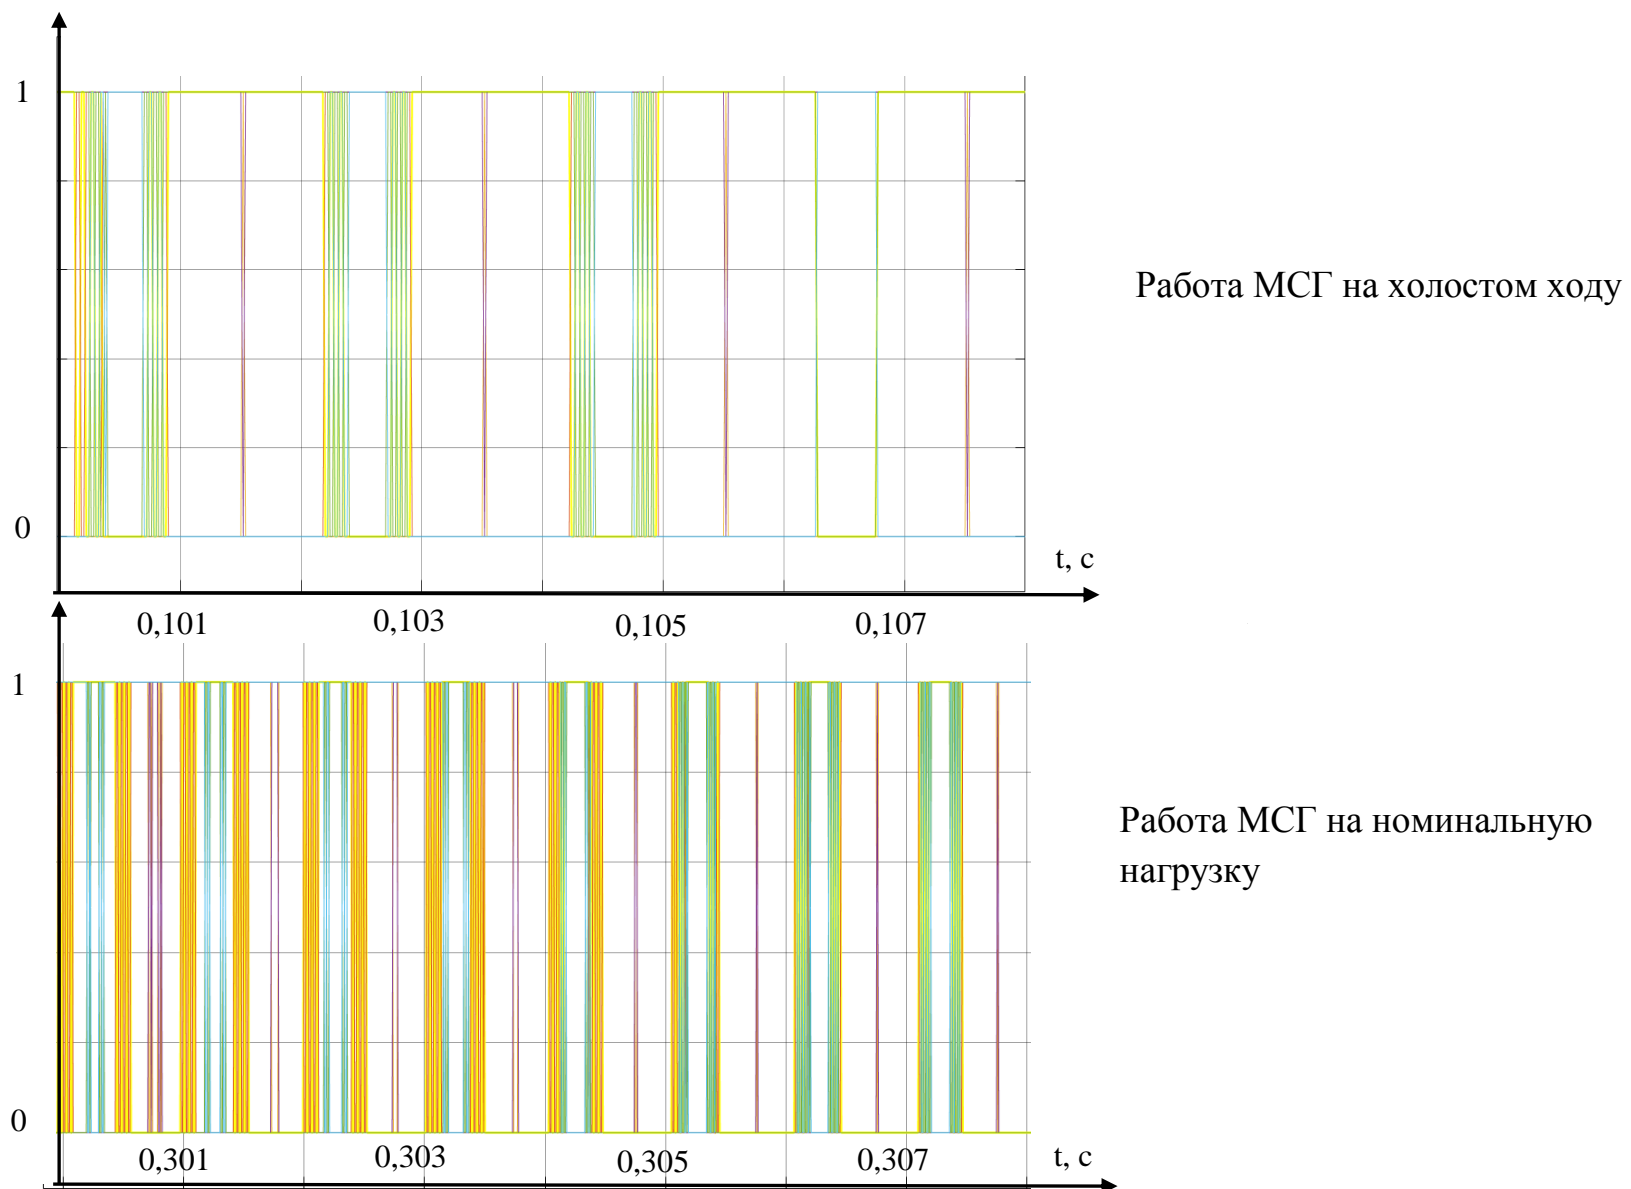 1
Работа МСГ на холостом ходу
0
t, с
0,101
0,103
0,105
0,107
1
Работа МСГ на номинальную
нагрузку
0
0,301
0,303
0,305
0,307
t, с